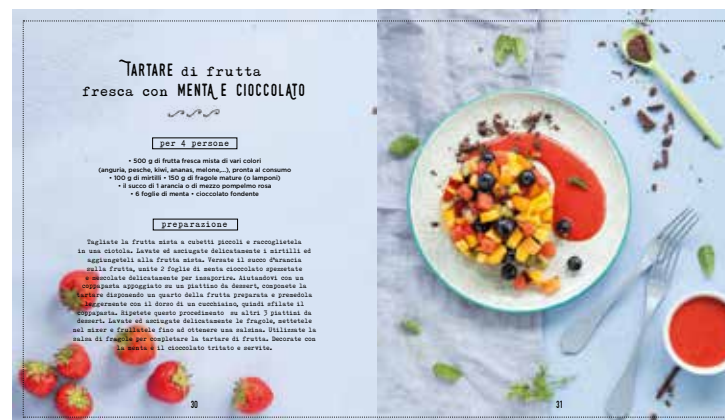 TARTARE di frutta
fresca con MENTA E CIOCCOLATO
per 4 persone
• 500 g di frutta fresca mista di vari colori
(anguria, pesche, kiwi, ananas, melone,...), pronta al consumo
• 100 g di mirtilli • 150 g di fragole mature (o lamponi)
• il succo di 1 arancia o di mezzo pompelmo rosa
• 6 foglie di menta • cioccolato fondente
preparazione
Tagliate la frutta mista a cubetti piccoli e raccoglietela
in una ciotola. Lavate ed asciugate delicatamente i mirtilli ed
aggiungeteli alla frutta mista. Versate il succo d'arancia
sulla frutta, unite 2 foglie di menta cioccolato spezzetate
e mescolate delicatamente per insaporire. Aiutandovi con un
coppapasta appoggiato su un piattino da dessert, componete la
tartare disponendo un quarto della frutta preparata e premedola
leggermente con il dorso di un cucchiaino, quindi sfilate il
coppapasta. Ripetete questo procedimento su altri 3 piattini da
dessert. Lavate ed asciugate delicatamente le fragole, mettetele
nel mixer e frullatele fino ad ottenere una salsina. Utilizzate la
salsa di fragole per completare la tartare di frutta. Decorate con
la menta e il cioccolato tritato e servite.
30
31